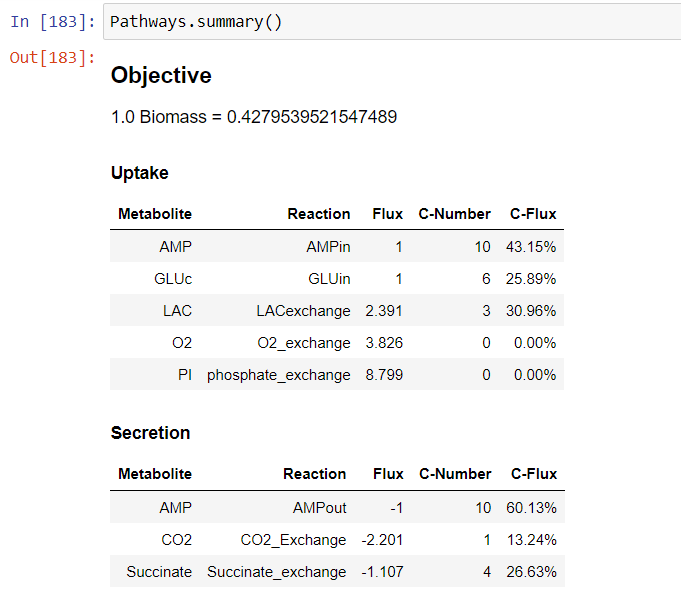 In [183]: Pathways.summary()
Out[183]:
Objective
1.0 Biomass = 0.4279539521547489
Uptake
Metabolite Reaction Flux C-Number C-Flux
AMP AMPin 1 10 43.15%
GLUc GLUin 1 6 25.89%
LAC LACexchange 2.391 3 30.96%
O2 O2_exchange 3.826 0 0.00%
PI phosphate_exchange 8.799 0 0.00%
Secretion
Metabolite Reaction Flux C-Number C-Flux
AMP AMPout -1 10 60.13%
CO2 CO2_Exchange -2.201 1 13.24%
Succinate Succinate_exchange -1.107 4 26.63%